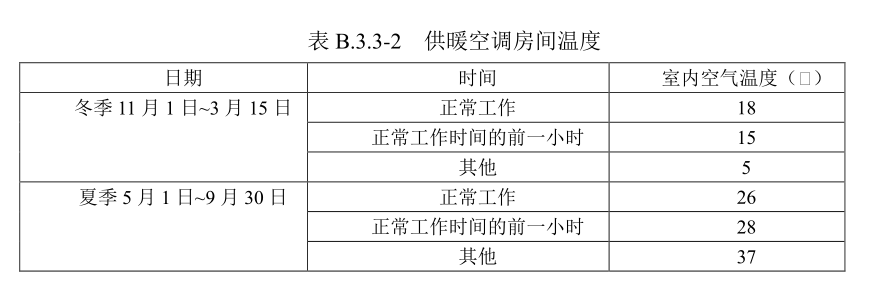 表 B.3.3-2 供暖空调房间温度
日期 时间 室内空气温度（□）
冬季 11 月 1 日~3 月 15 日 正常工作 18
正常工作时间的前一小时 15
其他 5
夏季 5 月 1 日~9 月 30 日 正常工作 26
正常工作时间的前一小时 28
其他 37